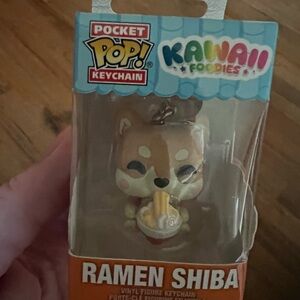 POCKET
POP!
KEYCHAIN
KAWAII
FOODIES
RAMEN SHIBA
VINYL FIGURE KEYCHAIN